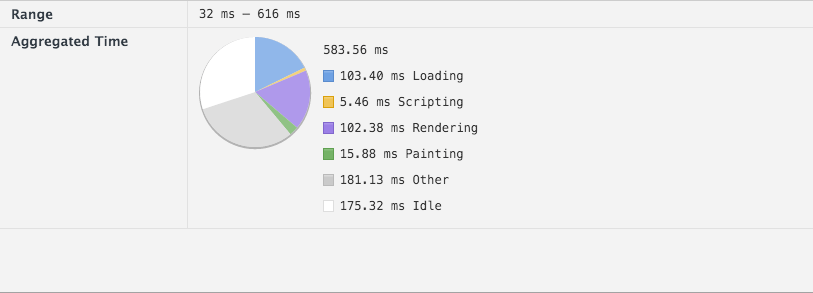 Range
32 ms – 616 ms
Aggregated Time
583.56 ms
103.40 ms Loading
5.46 ms Scripting
102.38 ms Rendering
15.88 ms Painting
181.13 ms Other
175.32 ms Idle